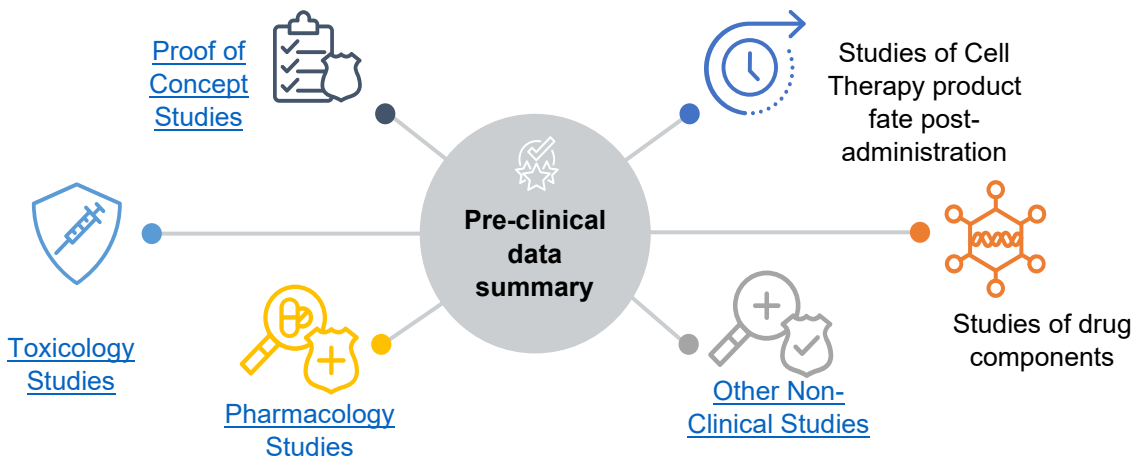 Proof of
Concept
Studies
Studies of Cell
Therapy product
fate post-
administration
Pre-clinical
data
summary
Toxicology
Studies
Pharmacology
Studies
Other Non-
Clinical Studies
Studies of drug
components